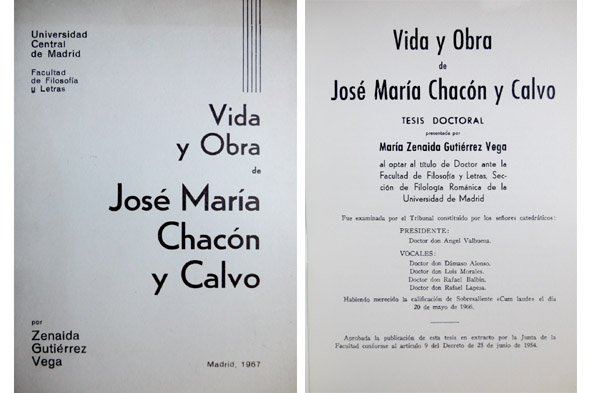 Universidad
Central
de Madrid
Facultad
de Filosofía
y Letras
Vida
y Obra
de
José María
Chacón
y Calvo
por
Zenaida
Gutiérrez
Vega
Madrid, 1967
Vida y Obra
de
José María Chacón y Calvo
TESIS DOCTORAL
presentada por
María Zenaida Gutiérrez Vega
al optar al título de Doctor ante la
Facultad de Filosofía y Letras, Sec-
ción de Filología Románica de la
Universidad de Madrid
Fue examinada por el Tribunal constituido por los señores catedráticos:
PRESIDENTE:
Doctor don Angel Valbuena.
VOCALES:
Doctor don Dámaso Alonso.
Doctor don Luis Morales.
Doctor don Rafael Balbín.
Doctor don Rafael Lapesa.
Habiendo merecido la calificación de Sobresaliente «Cum laude» el día
20 de mayo de 1966.
Aprobada la publicación de esta tesis en extracto por la Junta de la
Facultad conforme al artículo 9 del Decreto de 25 de junio de 1954.